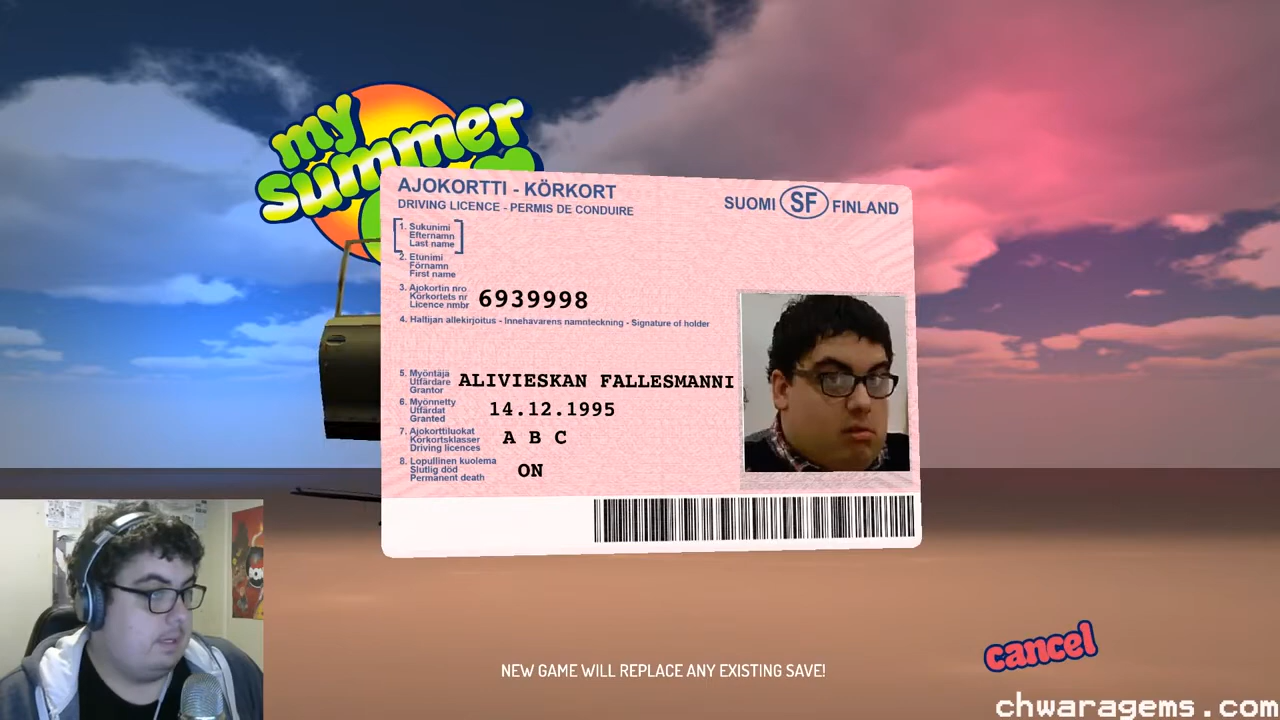 my
summer
AJOKORTTI - KÖRKORT
DRIVING LICENCE - PERMIS DE CONDUIRE
SUOMI SF FINLAND
1. Sukunimi
Efternamn
Last name
2. Etunimi
Förnamn
First name
3. Ajokortin nro
Körkortets nr
Licence nmbr
6939998
4. Haltijan allekirjoitus - Innehavarens namnteckning - Signature of holder
5. Myöntäjä
Utfärdare
Grantor
ALIVIESKAN FALLESMANNI
6. Myönnetty
Utfärdat
Granted
14.12.1995
7. Ajokorttiluokat
Körkortsklasser
Driving licences
A B C
8. Lopullinen kuolema
Slutlig död
Permanent death
ON
cancel
NEW GAME WILL REPLACE ANY EXISTING SAVE!
chwaragems.com